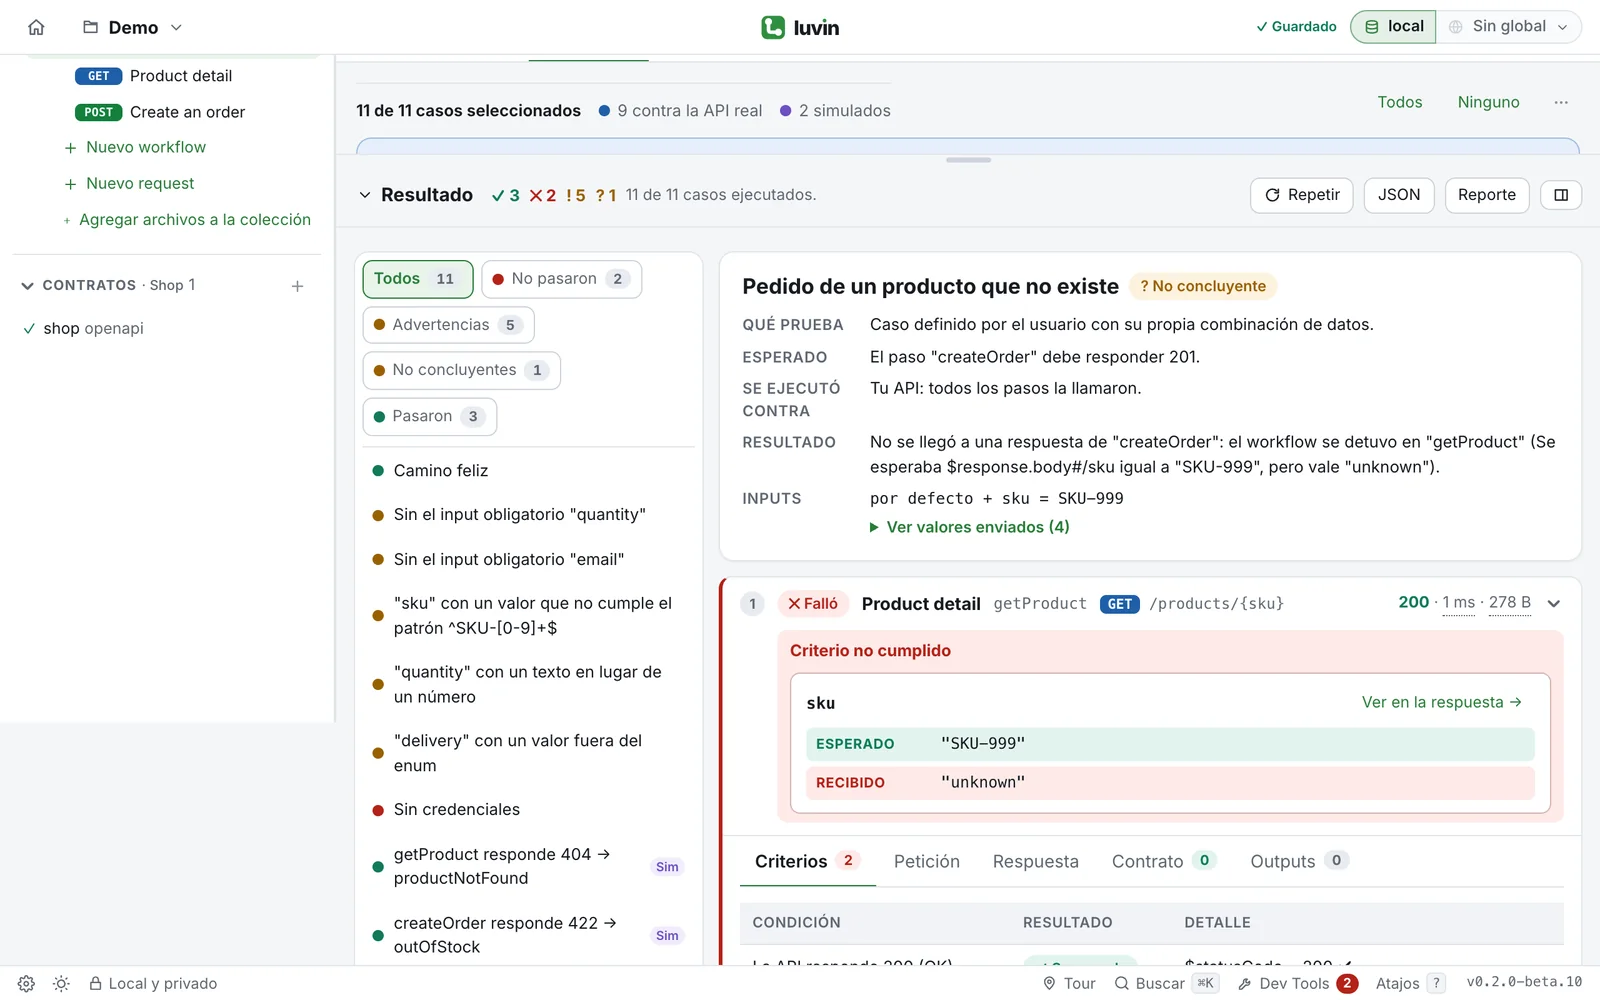 Demo
luvin
Guardado
local
Sin global
GET Product detail
POST Create an order
+ Nuevo workflow
+ Nuevo request
+ Agregar archivos a la colección
CONTRATOS · Shop 1 +
shop openapi
11 de 11 casos seleccionados
9 contra la API real
2 simulados
Todos
Ninguno
...
Resultado
3
2
! 5
? 1
11 de 11 casos ejecutados.
Repetir
JSON
Reporte
Todos 11
No pasaron 2
Advertencias 5
No concluyentes 1
Pasaron 3
Camino feliz
Sin el input obligatorio "quantity"
Sin el input obligatorio "email"
"sku" con un valor que no cumple el
patrón ^SKU-[0-9]+$
"quantity" con un texto en lugar de
un número
"delivery" con un valor fuera del
enum
Sin credenciales
getProduct responde 404 →
productNotFound
Sim
createOrder responde 422 →
outOfStock
Sim
Pedido de un producto que no existe
? No concluyente
QUÉ PRUEBA
Caso definido por el usuario con su propia combinación de datos.
ESPERADO
El paso "createOrder" debe responder 201.
SE EJECUTÓ
CONTRA
Tu API: todos los pasos la llamaron.
RESULTADO
No se llegó a una respuesta de "createOrder": el workflow se detuvo en "getProduct" (Se
esperaba $response.body#/sku igual a "SKU-999", pero vale "unknown").
INPUTS
por defecto + sku = SKU-999
Ver valores enviados (4)
1
Falló
Product detail getProduct GET /products/{sku}
200 · 1 ms · 278 B
Criterio no cumplido
sku
Ver en la respuesta →
ESPERADO "SKU-999"
RECIBIDO "unknown"
Criterios 2
Petición
Respuesta
Contrato 0
Outputs 0
CONDICIÓN
RESULTADO
DETALLE
Local y privado
Tour
Buscar ⌘K
Dev Tools 2
Atajos ?
v0.2.0-beta.10